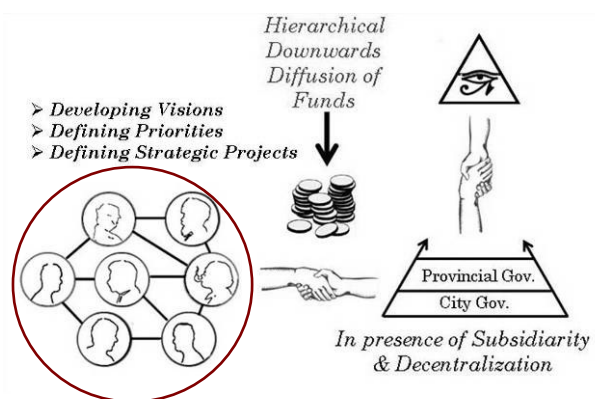 Hierarchical
Downwards
Diffusion of
Funds
➢ Developing Visions
➢ Defining Priorities
➢ Defining Strategic Projects
Provincial Gov.
City Gov.
In presence of Subsidiarity
& Decentralization